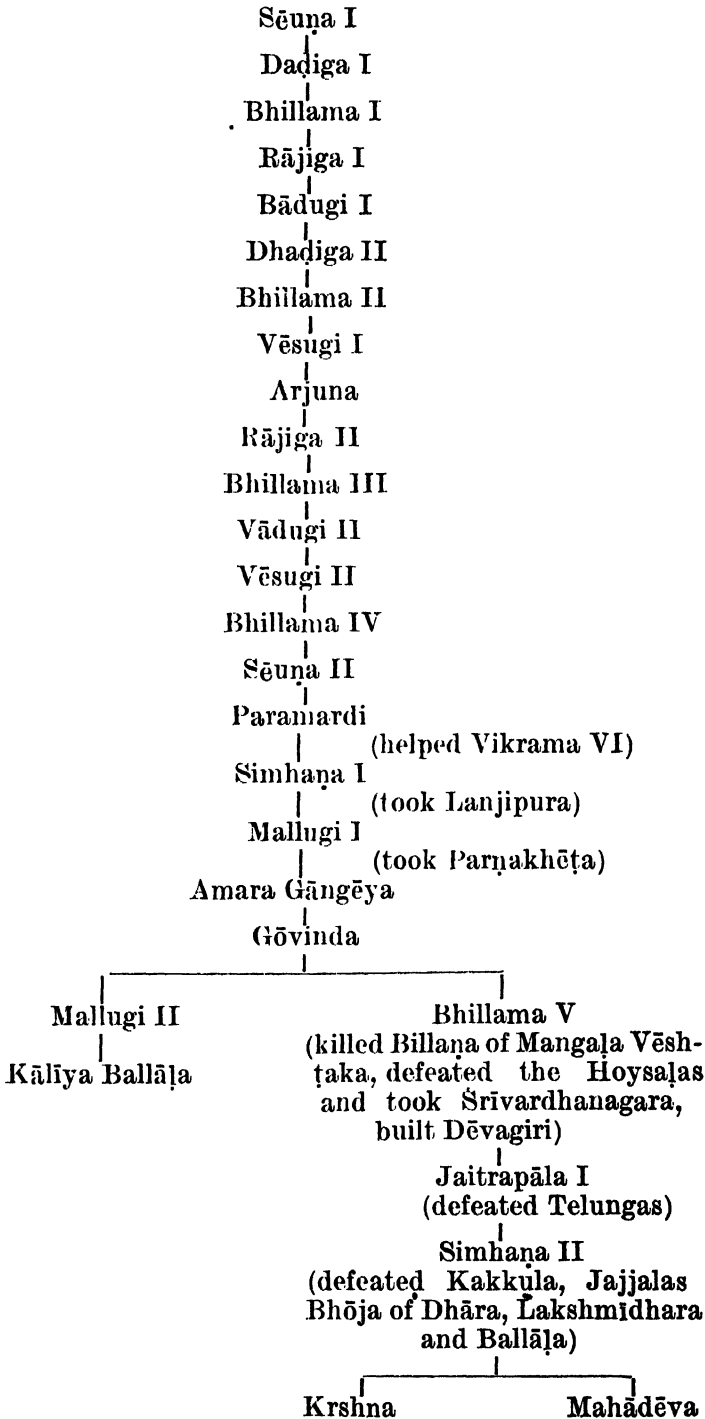 Sēuṇa I
Daḍiga I
Bhillama I
Rājiga I
Bādugi I
Dhaḍiga II
Bhillama II
Vēsugi I
Arjuna
Rājiga II
Bhillama III
Vādugi II
Vēsugi II
Bhillama IV
Sēuṇa II
Paramardi
(helped Vikrama VI)
Simhaṇa I
(took Lanjipura)
Mallugi I
(took Parṇakhēṭa)
Amara Gāngēya
Gōvinda
Mallugi II
Kālīya Ballāḷa
Bhillama V
(killed Billaṇa of Mangaḷa Vēsh-
ṭaka, defeated the Hoysaḷas
and took Śrīvardhanagara,
built Dēvagiri)
Jaitrapāla I
(defeated Telungas)
Simhaṇa II
(defeated Kakkuḷa, Jajjalas
Bhōja of Dhāra, Lakshmīdhara
and Ballāḷa)
Krshna
Mahādēva